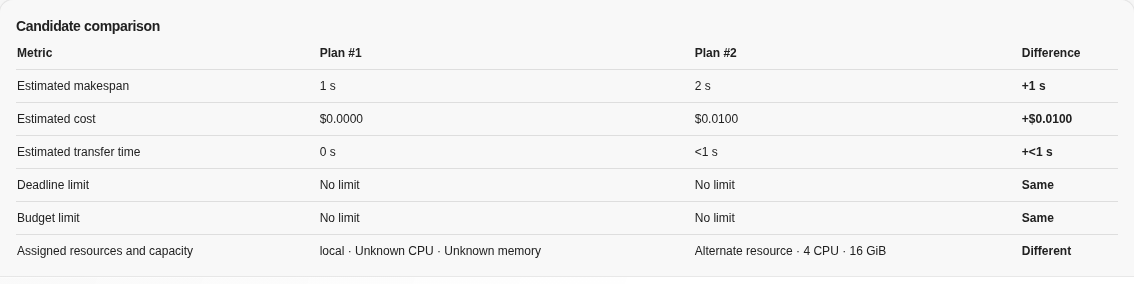 Candidate comparison
Metric Plan #1 Plan #2 Difference
Estimated makespan 1 s 2 s +1 s
Estimated cost $0.0000 $0.0100 +$0.0100
Estimated transfer time 0 s <1 s +<1 s
Deadline limit No limit No limit Same
Budget limit No limit No limit Same
Assigned resources and capacity local · Unknown CPU · Unknown memory Alternate resource · 4 CPU · 16 GiB Different